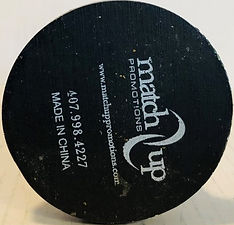 match up
PROMOTIONS
www.matchuppromotions.com
407.998.4227
MADE IN CHINA